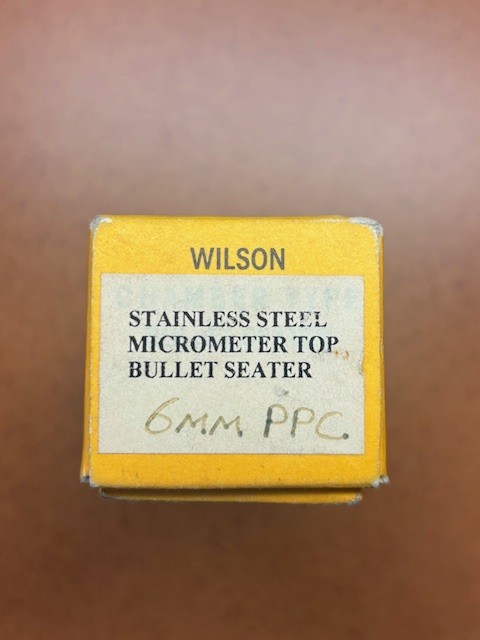 WILSON
STAINLESS STEEL
MICROMETER TOP
BULLET SEATER
6MM. PPC.